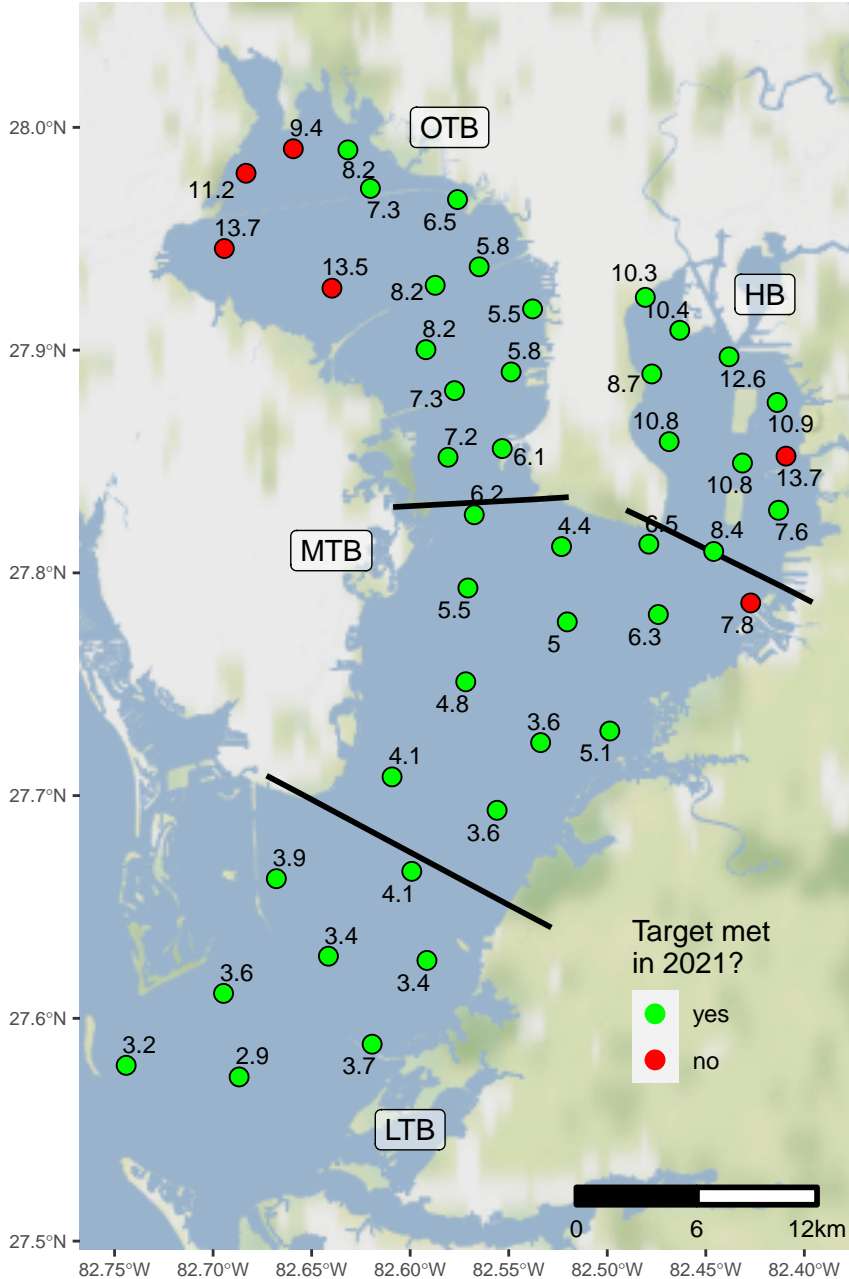 28.0°N
9.4
OTB
8.2
11.2
7.3
6.5
13.7
5.8
13.5
10.3
HB
8.2
10.4
5.5
27.9°N
8.2
5.8
8.7
12.6
7.3
10.9
7.2
10.8
6.1
10.8
13.7
6.2
4.4
6.5
8.4
7.6
MTB
27.8°N
5.5
5
6.3
7.8
4.8
3.6
4.1
5.1
27.7°N
3.6
3.9
4.1
3.4
Target met
in 2021?
3.6
3.4
yes
27.6°N
3.2
2.9
3.7
no
LTB
0
6
12km
27.5°N
82.75°W 82.70°W 82.65°W 82.60°W 82.55°W 82.50°W 82.45°W 82.40°W